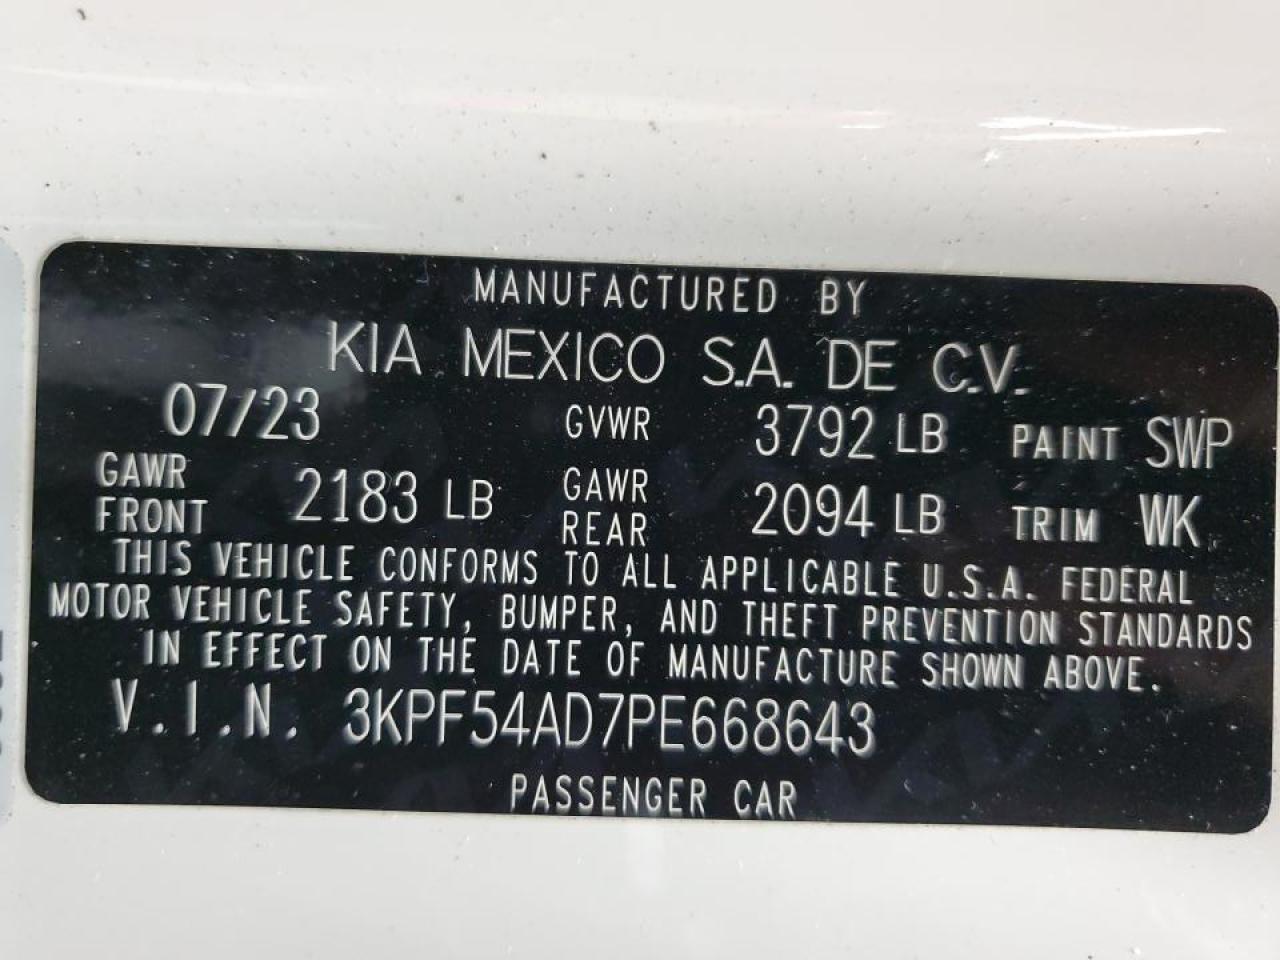 MANUFACTURED BY
KIA MEXICO S.A. DE C.V.
07/23 GVWR 3792 LB PAINT SWP
GAWR FRONT 2183 LB GAWR REAR 2094 LB TRIM WK
THIS VEHICLE CONFORMS TO ALL APPLICABLE U.S.A. FEDERAL
MOTOR VEHICLE SAFETY, BUMPER, AND THEFT PREVENTION STANDARDS
IN EFFECT ON THE DATE OF MANUFACTURE SHOWN ABOVE.
V.I.N. 3KPF54AD7PE668643
PASSENGER CAR